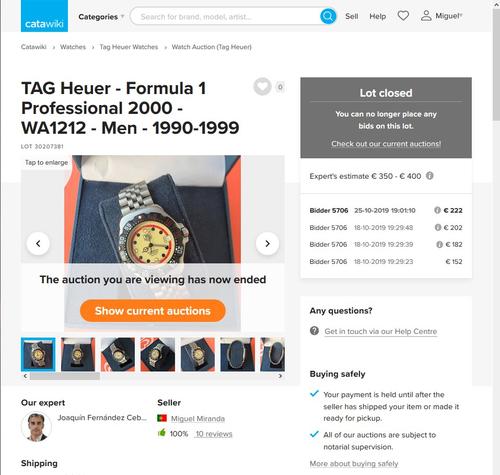 catawiki
Categories
Search for brand, model, artist...
Sell
Help
Miguel
Catawiki > Watches > Tag Heuer Watches > Watch Auction (Tag Heuer)
TAG Heuer - Formula 1
Professional 2000 -
WA1212 - Men - 1990-1999
0
LOT 30207381
Tap to enlarge
The auction you are viewing has now ended
Show current auctions
Our expert
Joaquín Fernández Ceb...
Seller
Miguel Miranda
100% 10 reviews
Shipping
Lot closed
You can no longer place any
bids on this lot.
Check out our current auctions!
Expert's estimate € 350 - € 400
Bidder 5706 25-10-2019 19:01:10 € 222
Bidder 5706 18-10-2019 19:29:48 € 202
Bidder 5706 18-10-2019 19:29:39 € 182
Bidder 5706 18-10-2019 19:29:23 € 152
Any questions?
Get in touch via our Help Centre
Buying safely
Your payment is held until after the
seller has shipped your item or made it
ready for pickup.
All of our auctions are subject to
notarial supervision.
More about buying safely